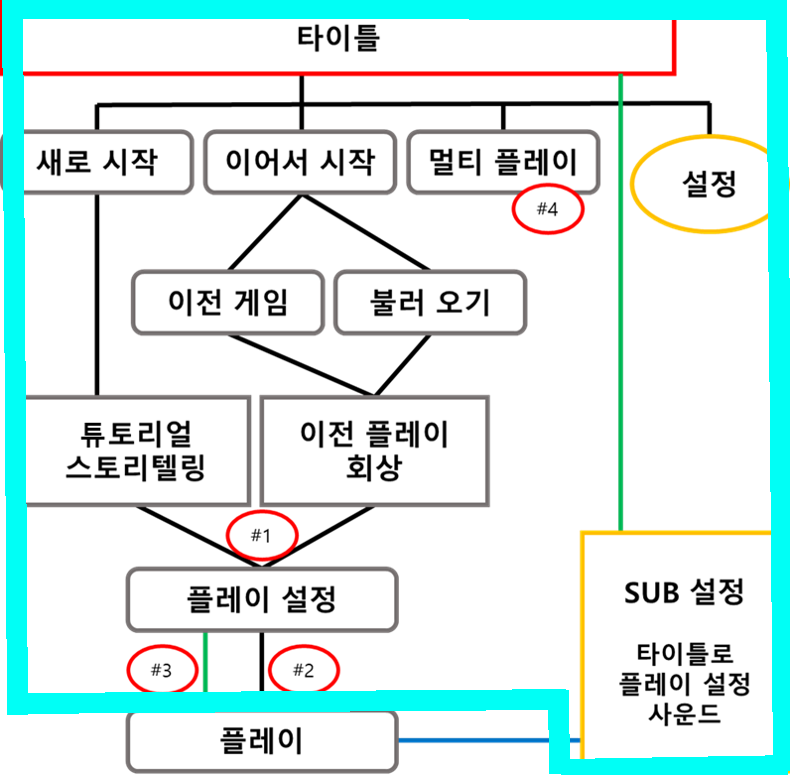 타이틀
새로 시작
이어서 시작
멀티 플레이
설정
#4
이전 게임
불러 오기
튜토리얼
스토리텔링
이전 플레이
회상
#1
플레이 설정
SUB 설정
타이틀로
플레이 설정
사운드
#3
#2
플레이